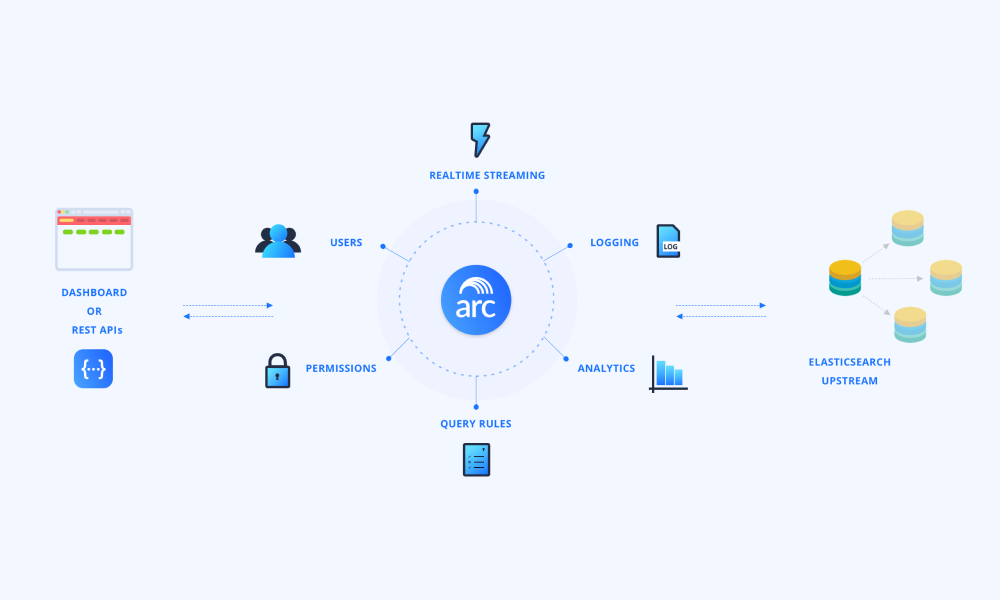 REALTIME STREAMING
USERS
LOGGING
LOG
arc
DASHBOARD
OR
REST APIs
{...}
PERMISSIONS
ANALYTICS
ELASTICSEARCH
UPSTREAM
QUERY RULES